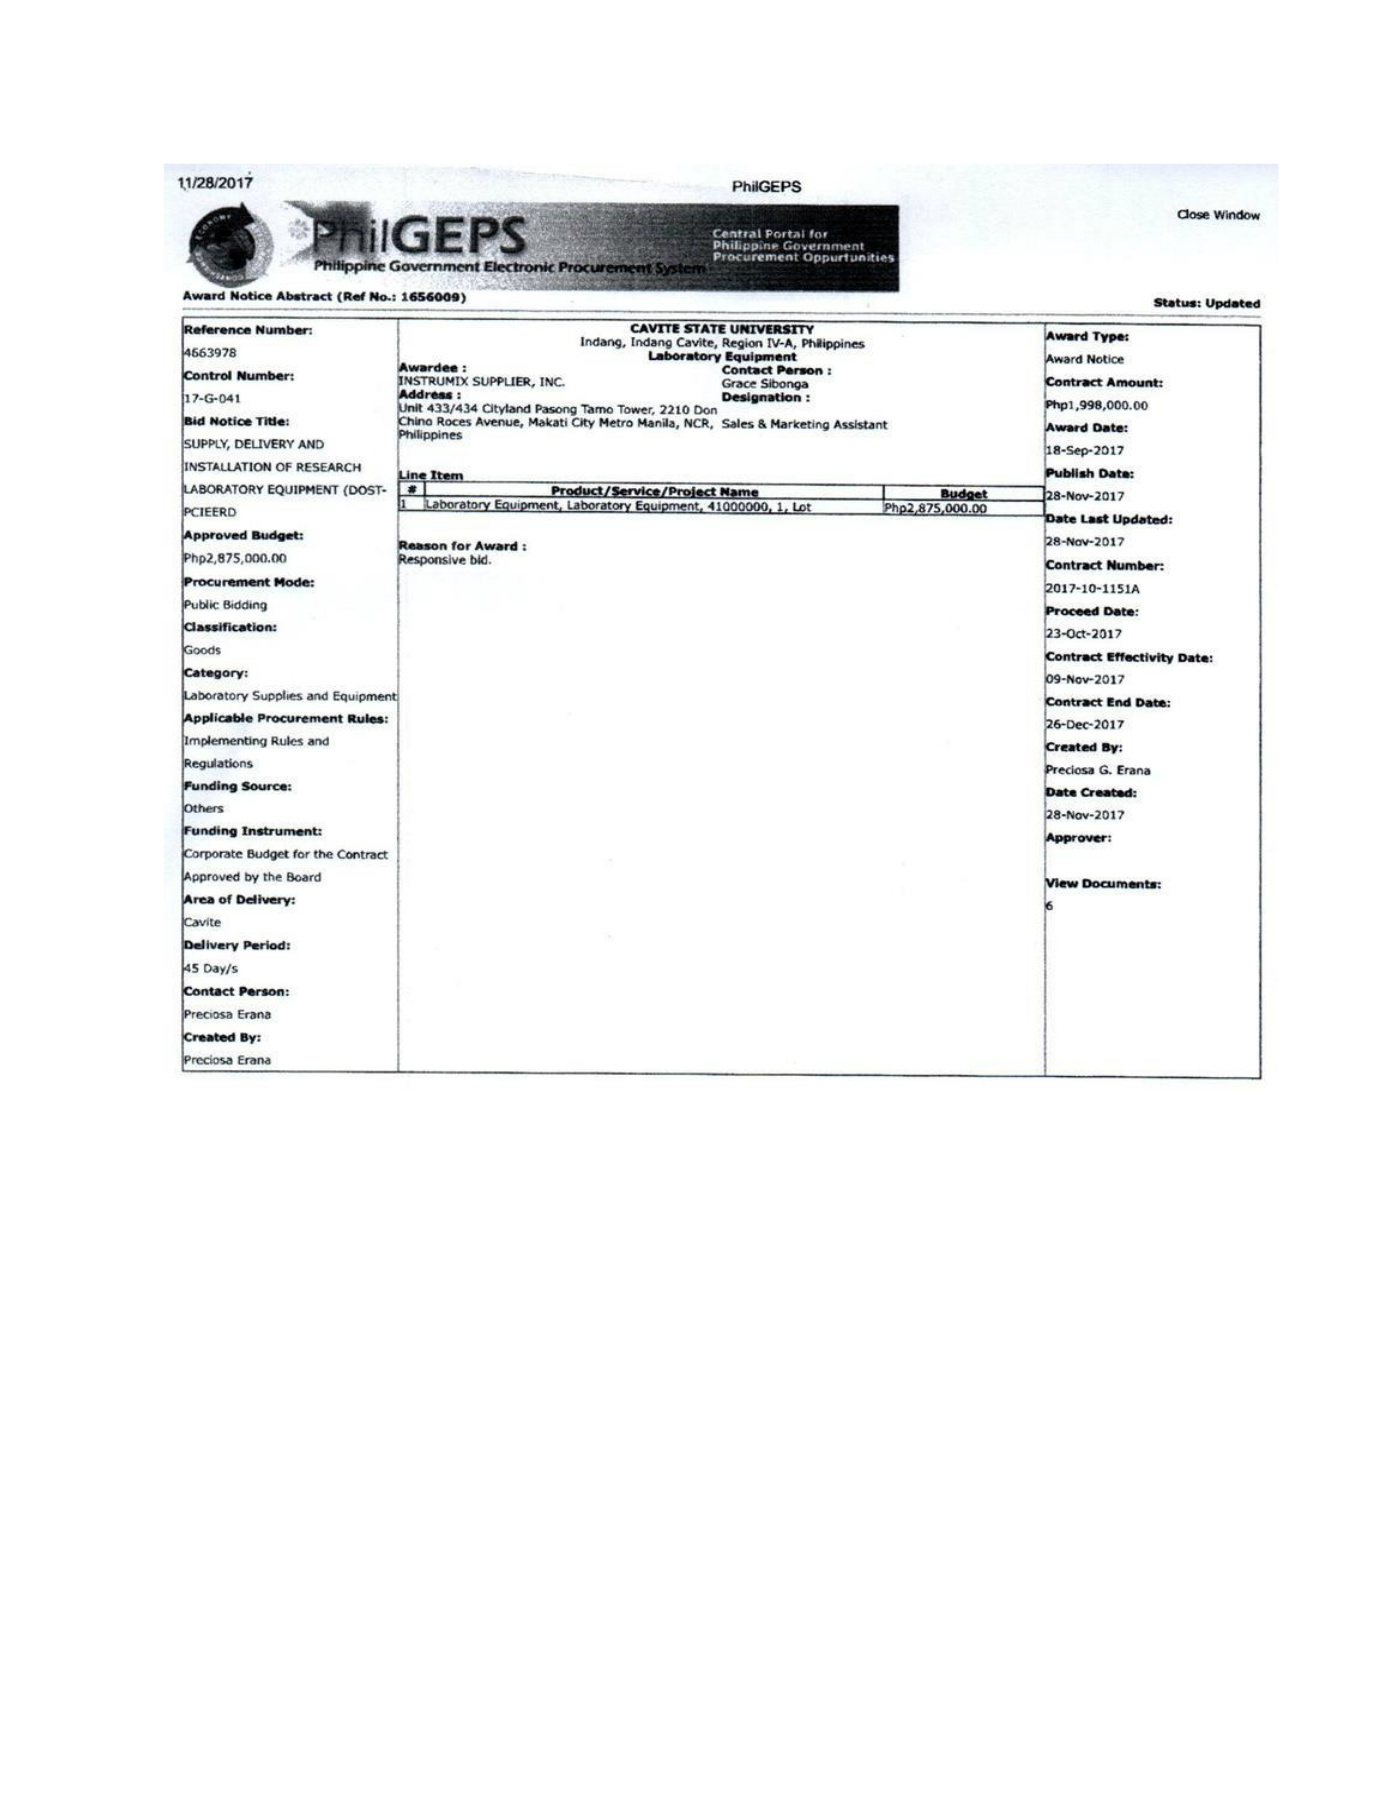 11/28/2017
PhilGEPS
Close Window
PhilGEPS
Philippine Government Electronic Procurement System
Central Portal for
Philippine Government
Procurement Oppurtunities
Award Notice Abstract (Ref No.: 1656009)
Status: Updated
Reference Number:
4663978
Control Number:
17-G-041
Bid Notice Title:
SUPPLY, DELIVERY AND
INSTALLATION OF RESEARCH
LABORATORY EQUIPMENT (DOST-
PCIEERD
Approved Budget:
Php2,875,000.00
Procurement Mode:
Public Bidding
Classification:
Goods
Category:
Laboratory Supplies and Equipment
Applicable Procurement Rules:
Implementing Rules and
Regulations
Funding Source:
Others
Funding Instrument:
Corporate Budget for the Contract
Approved by the Board
Area of Delivery:
Cavite
Delivery Period:
45 Day/s
Contact Person:
Preciosa Erana
Created By:
Preciosa Erana
CAVITE STATE UNIVERSITY
Indang, Indang Cavite, Region IV-A, Philippines
Laboratory Equipment
Awardee :
INSTRUMIX SUPPLIER, INC.
Address :
Unit 433/434 Cityland Pasong Tamo Tower, 2210 Don
Chino Roces Avenue, Makati City Metro Manila, NCR,
Philippines
Contact Person :
Grace Sibonga
Designation :
Sales & Marketing Assistant
Line Item
# Product/Service/Project Name Budget
1 Laboratory Equipment, Laboratory Equipment, 41000000, 1, Lot Php2,875,000.00
Reason for Award :
Responsive bid.
Award Type:
Award Notice
Contract Amount:
Php1,998,000.00
Award Date:
18-Sep-2017
Publish Date:
28-Nov-2017
Date Last Updated:
28-Nov-2017
Contract Number:
2017-10-1151A
Proceed Date:
23-Oct-2017
Contract Effectivity Date:
09-Nov-2017
Contract End Date:
26-Dec-2017
Created By:
Preciosa G. Erana
Date Created:
28-Nov-2017
Approver:
View Documents:
6